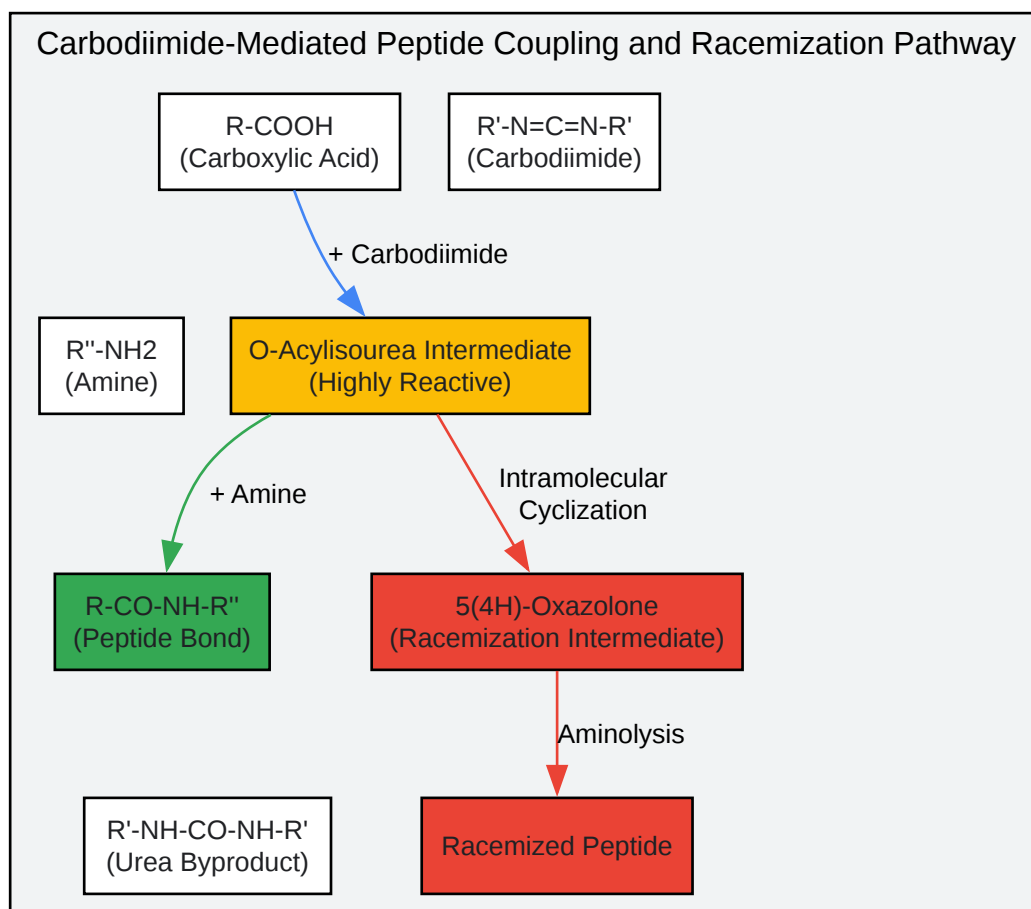 Carbodiimide-Mediated Peptide Coupling and Racemization Pathway
R-COOH
(Carboxylic Acid)
R'-N=C=N-R'
(Carbodiimide)
+ Carbodiimide
R''-NH2
(Amine)
O-Acylisourea Intermediate
(Highly Reactive)
+ Amine
Intramolecular
Cyclization
R-CO-NH-R''
(Peptide Bond)
5(4H)-Oxazolone
(Racemization Intermediate)
Aminolysis
R'-NH-CO-NH-R'
(Urea Byproduct)
Racemized Peptide